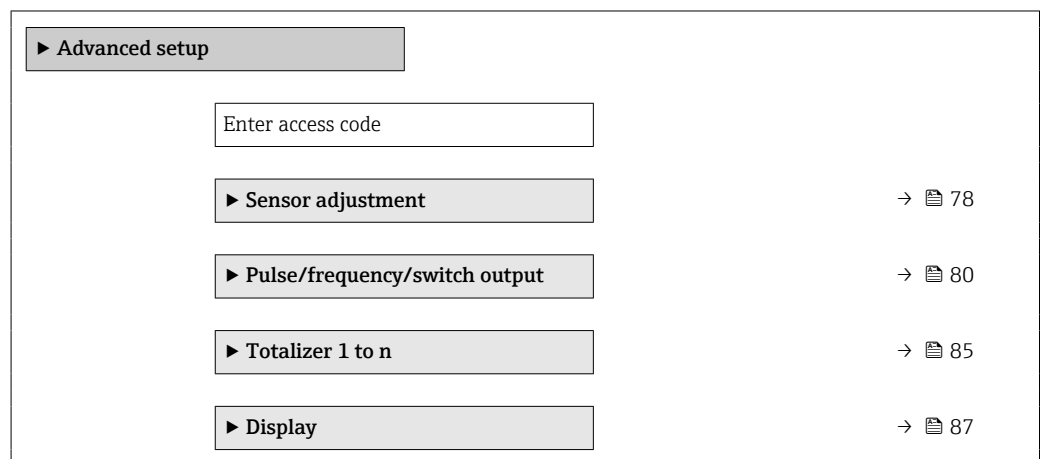 ▶ Advanced setup
Enter access code
▶ Sensor adjustment → 78
▶ Pulse/frequency/switch output → 80
▶ Totalizer 1 to n → 85
▶ Display → 87